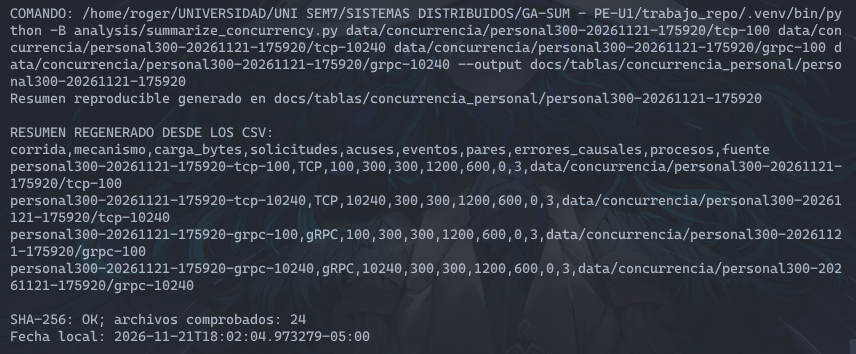 COMANDO: /home/roger/UNIVERSIDAD/UNI SEM7/SISTEMAS DISTRIBUIDOS/GA-SUM - PE-U1/trabajo_repo/.venv/bin/py
thon -B analysis/summarize_concurrency.py data/concurrencia/personal300-20261121-175920/tcp-100 data/con
currencia/personal300-20261121-175920/tcp-10240 data/concurrencia/personal300-20261121-175920/grpc-100 d
ata/concurrencia/personal300-20261121-175920/grpc-10240 --output docs/tablas/concurrencia_personal/perso
nal300-20261121-175920
Resumen reproducible generado en docs/tablas/concurrencia_personal/personal300-20261121-175920

RESUMEN REGENERADO DESDE LOS CSV:
corrida,mecanismo,carga_bytes,solicitudes,acuses,eventos,pares,errores_causales,procesos,fuente
personal300-20261121-175920-tcp-100,TCP,100,300,300,1200,600,0,3,data/concurrencia/personal300-20261121-
175920/tcp-100
personal300-20261121-175920-tcp-10240,TCP,10240,300,300,1200,600,0,3,data/concurrencia/personal300-20261
121-175920/tcp-10240
personal300-20261121-175920-grpc-100,gRPC,100,300,300,1200,600,0,3,data/concurrencia/personal300-2026112
1-175920/grpc-100
personal300-20261121-175920-grpc-10240,gRPC,10240,300,300,1200,600,0,3,data/concurrencia/personal300-202
61121-175920/grpc-10240

SHA-256: OK; archivos comprobados: 24
Fecha local: 2026-11-21T18:02:04.973279-05:00